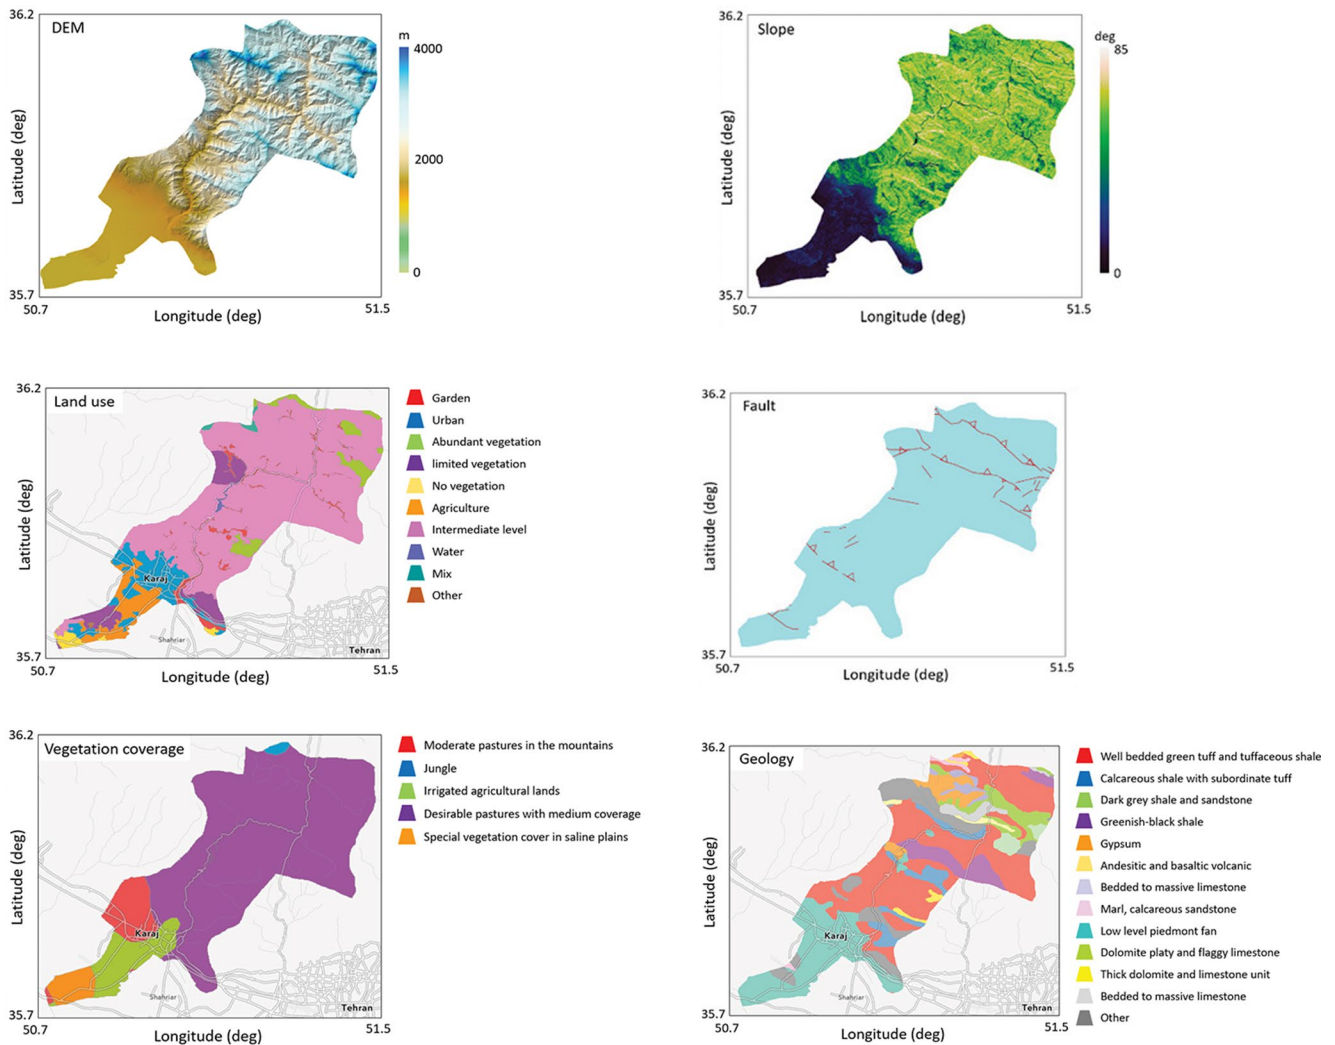 36.2
DEM
m
4000
2000
0
Latitude (deg)
35.7
50.7
51.5
Longitude (deg)
36.2
Slope
deg
85
0
Latitude (deg)
35.7
50.7
51.5
Longitude (deg)
36.2
Land use
Karaj
Shahriar
Tehran
Latitude (deg)
35.7
50.7
51.5
Longitude (deg)
Garden
Urban
Abundant vegetation
limited vegetation
No vegetation
Agriculture
Intermediate level
Water
Mix
Other
36.2
Fault
Latitude (deg)
35.7
50.7
51.5
Longitude (deg)
36.2
Vegetation coverage
Karaj
Shahriar
Tehran
Latitude (deg)
35.7
50.7
51.5
Longitude (deg)
Moderate pastures in the mountains
Jungle
Irrigated agricultural lands
Desirable pastures with medium coverage
Special vegetation cover in saline plains
36.2
Geology
Karaj
Shahriar
Tehran
Latitude (deg)
35.7
50.7
51.5
Longitude (deg)
Well bedded green tuff and tuffaceous shale
Calcareous shale with subordinate tuff
Dark grey shale and sandstone
Greenish-black shale
Gypsum
Andesitic and basaltic volcanic
Bedded to massive limestone
Marl, calcareous sandstone
Low level piedmont fan
Dolomite platy and flaggy limestone
Thick dolomite and limestone unit
Bedded to massive limestone
Other